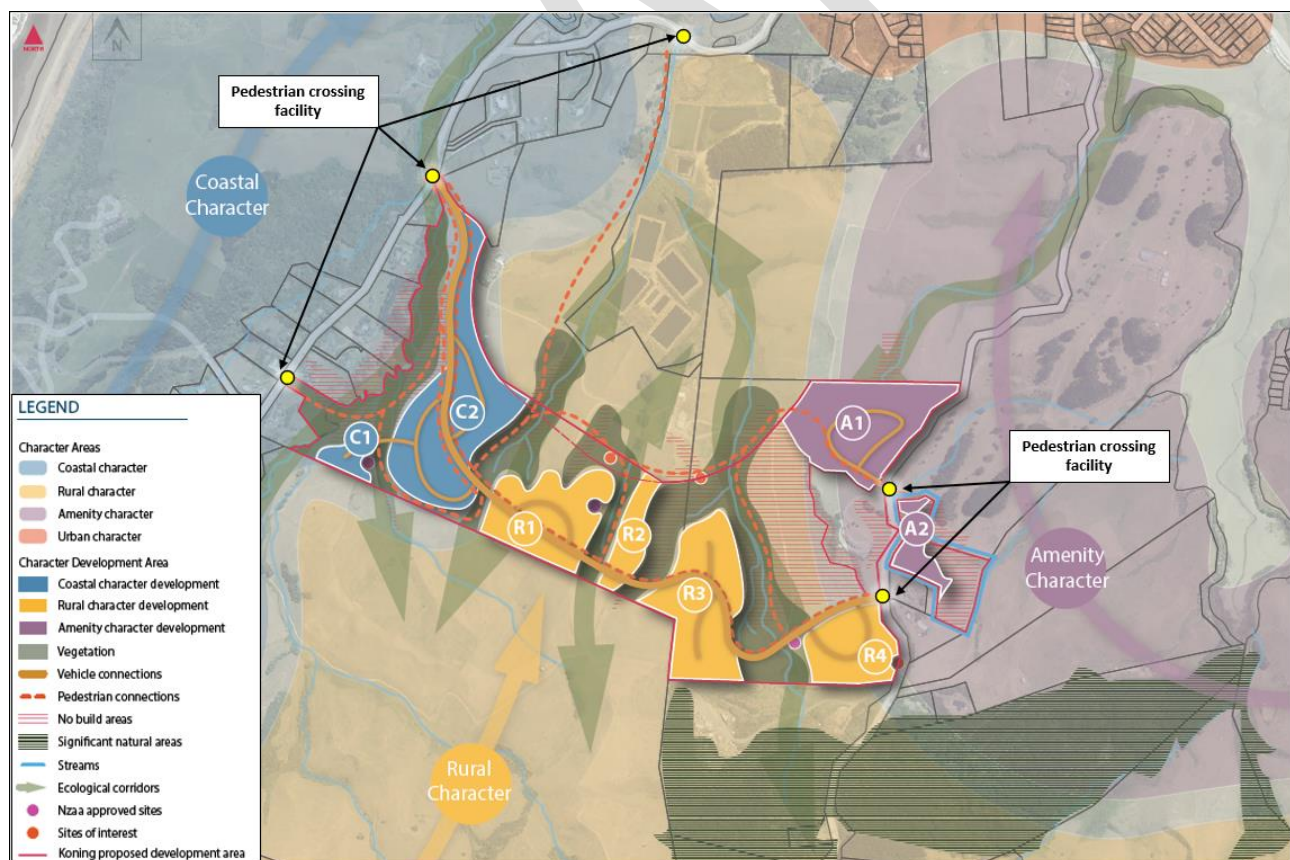 NORTH
N
Pedestrian crossing
facility
Coastal
Character
C1
C2
A1
Pedestrian crossing
facility
A2
R1
R2
R3
R4
Amenity
Character
Rural
Character
LEGEND
Character Areas
Coastal character
Rural character
Amenity character
Urban character
Character Development Area
Coastal character development
Rural character development
Amenity character development
Vegetation
Vehicle connections
Pedestrian connections
No build areas
Significant natural areas
Streams
Ecological corridors
Nzaa approved sites
Sites of interest
Koning proposed development area